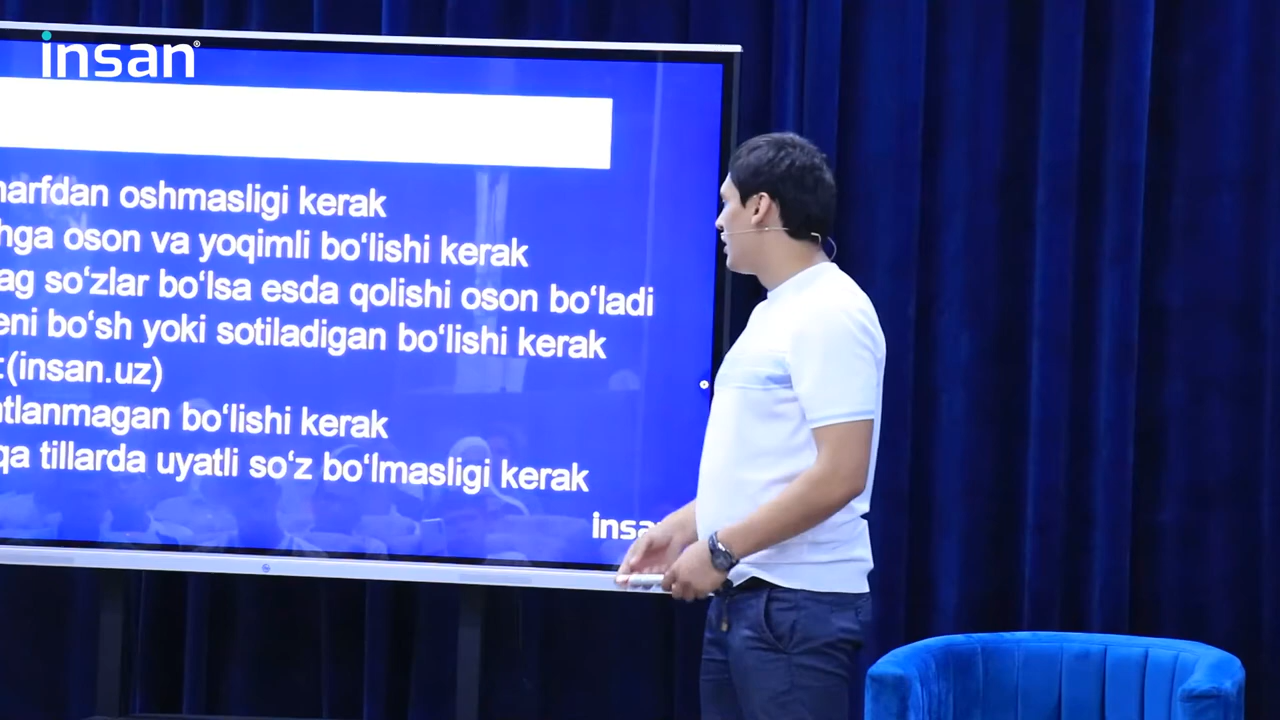 insan
harfdan oshmasligi kerak
hga oson va yoqimli bo‘lishi kerak
ag so‘zlar bo‘lsa esda qolishi oson bo‘ladi
eni bo‘sh yoki sotiladigan bo‘lishi kerak
:(insan.uz)
tlanmagan bo‘lishi kerak
qa tillarda uyatli so‘z bo‘lmasligi kerak
insa